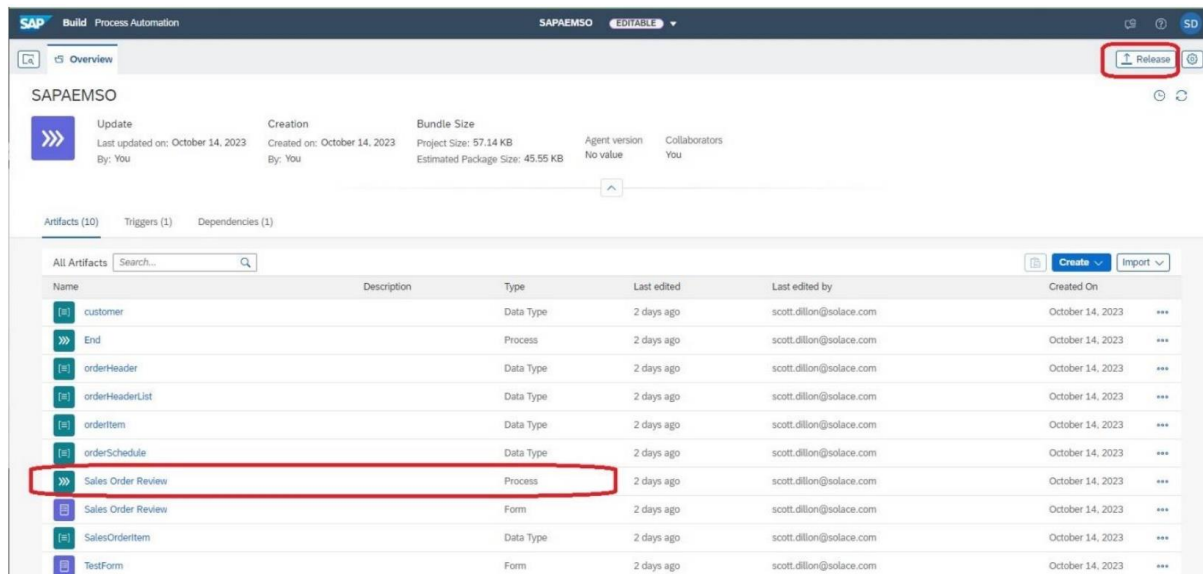 SAP Build Process Automation SAPAEMSO EDITABLE SD
Overview Release
SAPAEMSO
Update Creation Bundle Size
Last updated on: October 14, 2023 Created on: October 14, 2023 Project Size: 57.14 KB Agent version Collaborators
By: You By: You Estimated Package Size: 45.55 KB No value You
Artifacts (10) Triggers (1) Dependencies (1)
All Artifacts Search... Create Import
Name Description Type Last edited Last edited by Created On
customer Data Type 2 days ago scott.dillon@solace.com October 14, 2023
End Process 2 days ago scott.dillon@solace.com October 14, 2023
orderHeader Data Type 2 days ago scott.dillon@solace.com October 14, 2023
orderHeaderList Data Type 2 days ago scott.dillon@solace.com October 14, 2023
orderItem Data Type 2 days ago scott.dillon@solace.com October 14, 2023
orderSchedule Data Type 2 days ago scott.dillon@solace.com October 14, 2023
Sales Order Review Process 2 days ago scott.dillon@solace.com October 14, 2023
Sales Order Review Form 2 days ago scott.dillon@solace.com October 14, 2023
SalesOrderItem Data Type 2 days ago scott.dillon@solace.com October 14, 2023
TestForm Form 2 days ago scott.dillon@solace.com October 14, 2023